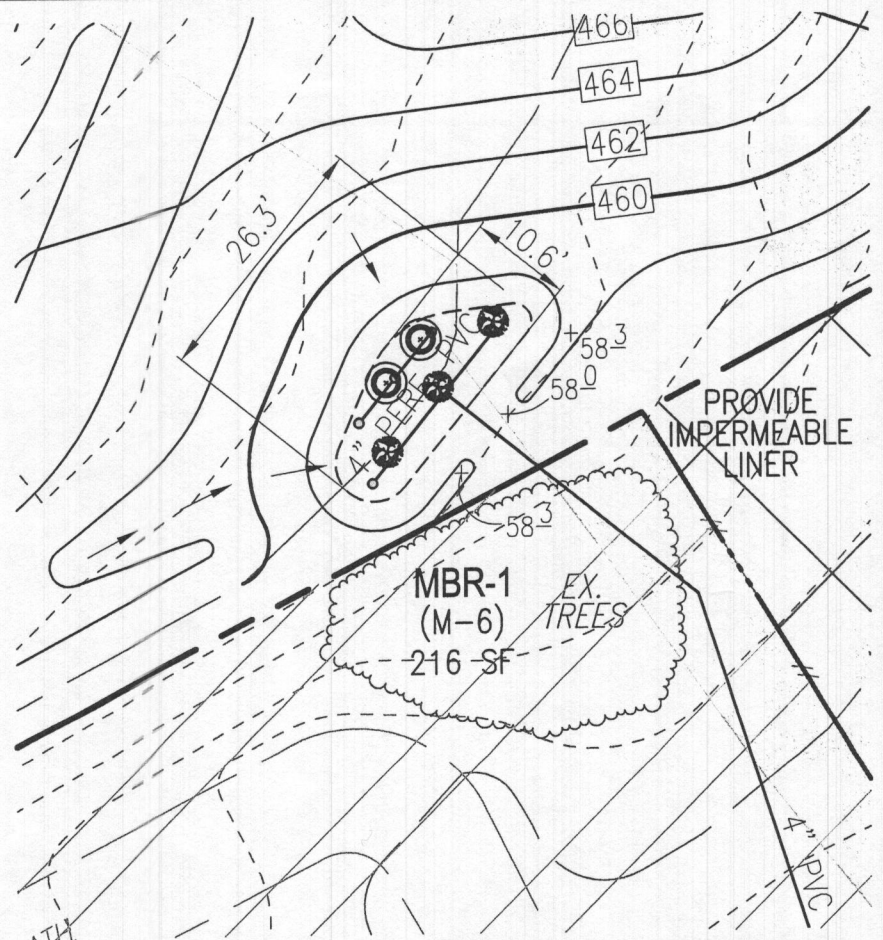 466
464
462
460
26.3'
10.6'
4" PERF. PVC
58 3
58 0
PROVIDE
IMPERMEABLE
LINER
58 3
MBR-1
(M-6)
216 SF
EX.
TREES
4" PVC